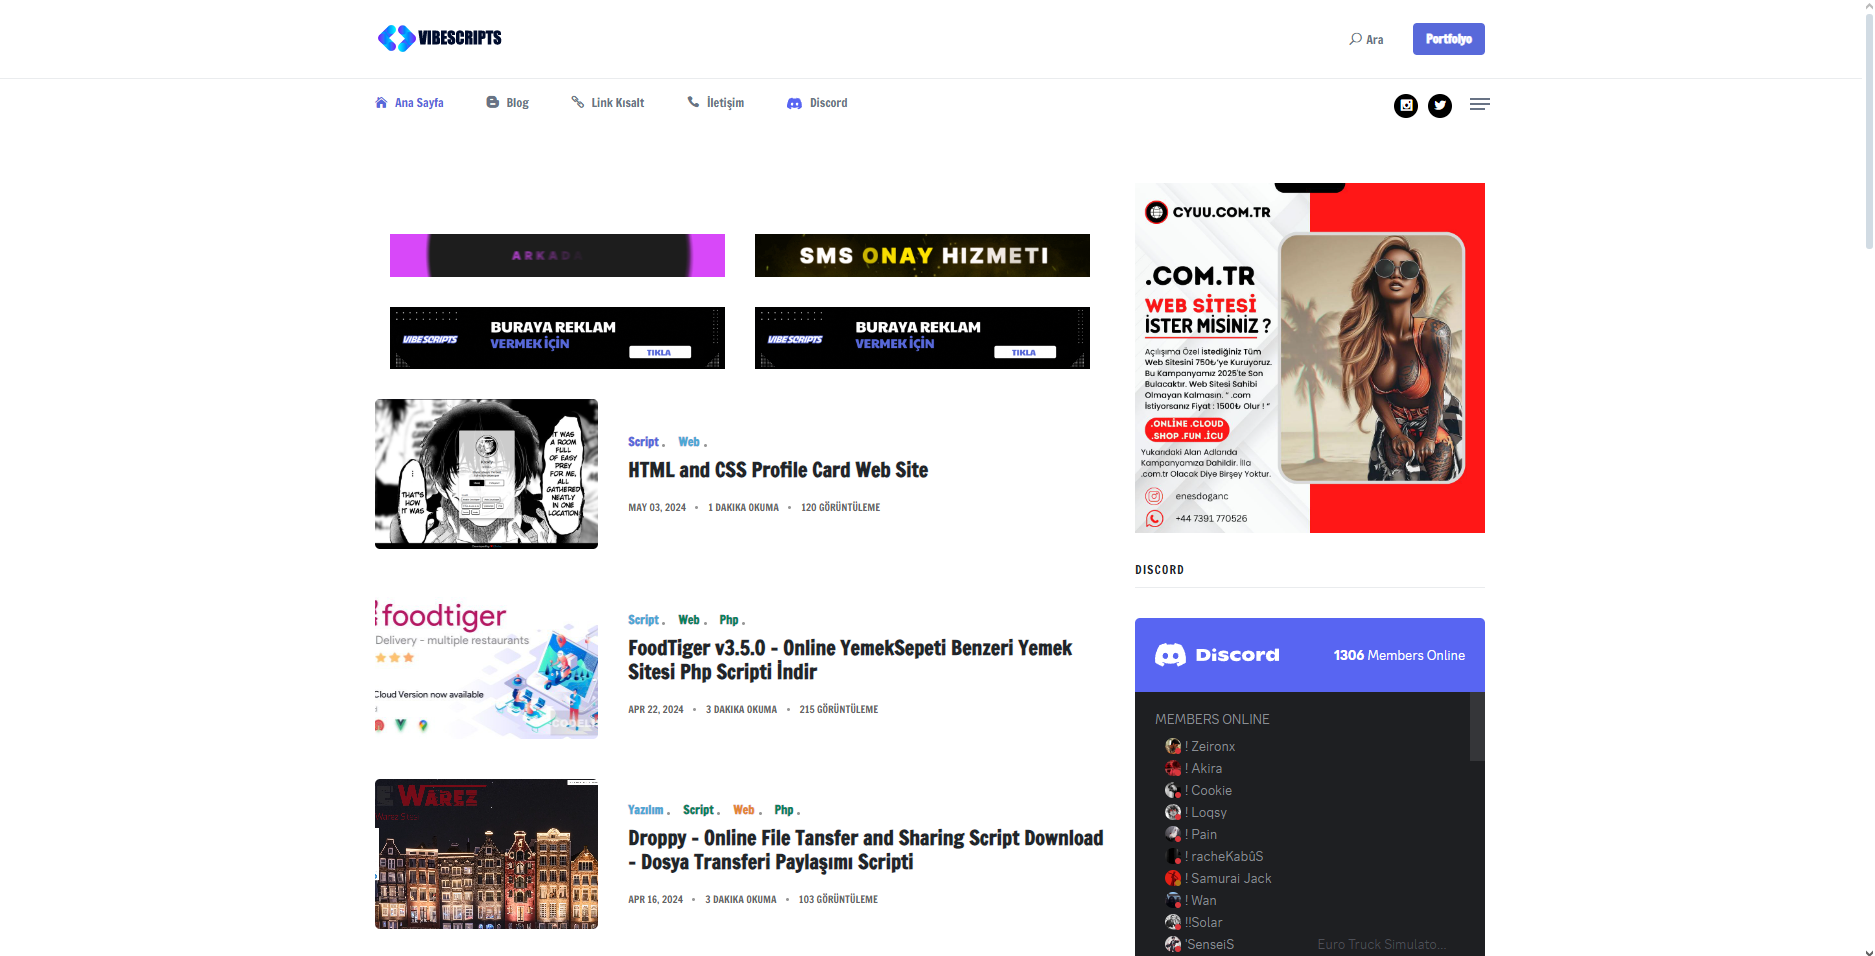 VIBESCRIPTS
Ara
Portfolyo
Ana Sayfa
Blog
Link Kısalt
İletişim
Discord
ARKADA
SMS ONAY HIZMETI
VIBESCRIPTS
BURAYA REKLAM
VERMEK İÇİN
TIKLA
VIBESCRIPTS
BURAYA REKLAM
VERMEK İÇİN
TIKLA
CYUU.COM.TR
.COM.TR
WEB SİTESİ
İSTER MİSİNİZ ?
Açılışıma Özel İstediğiniz Tüm
Web Sitesini 750₺'ye Kuruyoruz.
Bu Kampanyamız 2025'te Son
Bulacaktır. Web Sitesi Sahibi
Olmayan Kalmasın. " .com
İstiyorsanız Fiyat : 1500₺ Olur ! "
.ONLİNE .CLOUD
.SHOP .FUN .İCU
Yukarıdaki Alan Adlarıda
Kampanyamıza Dahildir. İlla
.com.tr Olacak Diye Birşey Yoktur.
enesdoganc
+44 7391 770526
THAT'S
HOW
IT WAS
IT WAS
A ROOM
FULL
OF EASY
PREY
FOR ME,
ALL
GATHERED
NEATLY
IN ONE
LOCATION.
Script .
Web .
HTML and CSS Profile Card Web Site
MAY 03, 2024 • 1 DAKIKA OKUMA • 120 GÖRÜNTÜLEME
foodtiger
Delivery - multiple restaurants
Cloud Version now available
Script .
Web .
Php .
FoodTiger v3.5.0 - Online YemekSepeti Benzeri Yemek
Sitesi Php Scripti İndir
APR 22, 2024 • 3 DAKIKA OKUMA • 215 GÖRÜNTÜLEME
E WAREZ
Yazılım .
Script .
Web .
Php .
Droppy - Online File Tansfer and Sharing Script Download
- Dosya Transferi Paylaşımı Scripti
APR 16, 2024 • 3 DAKIKA OKUMA • 103 GÖRÜNTÜLEME
DISCORD
Discord
1306 Members Online
MEMBERS ONLINE
! Zeironx
! Akira
! Cookie
! Loqsy
! Pain
! racheKabûS
! Samurai Jack
! Wan
!!Solar
'SenseiS
Euro Truck Simulato...